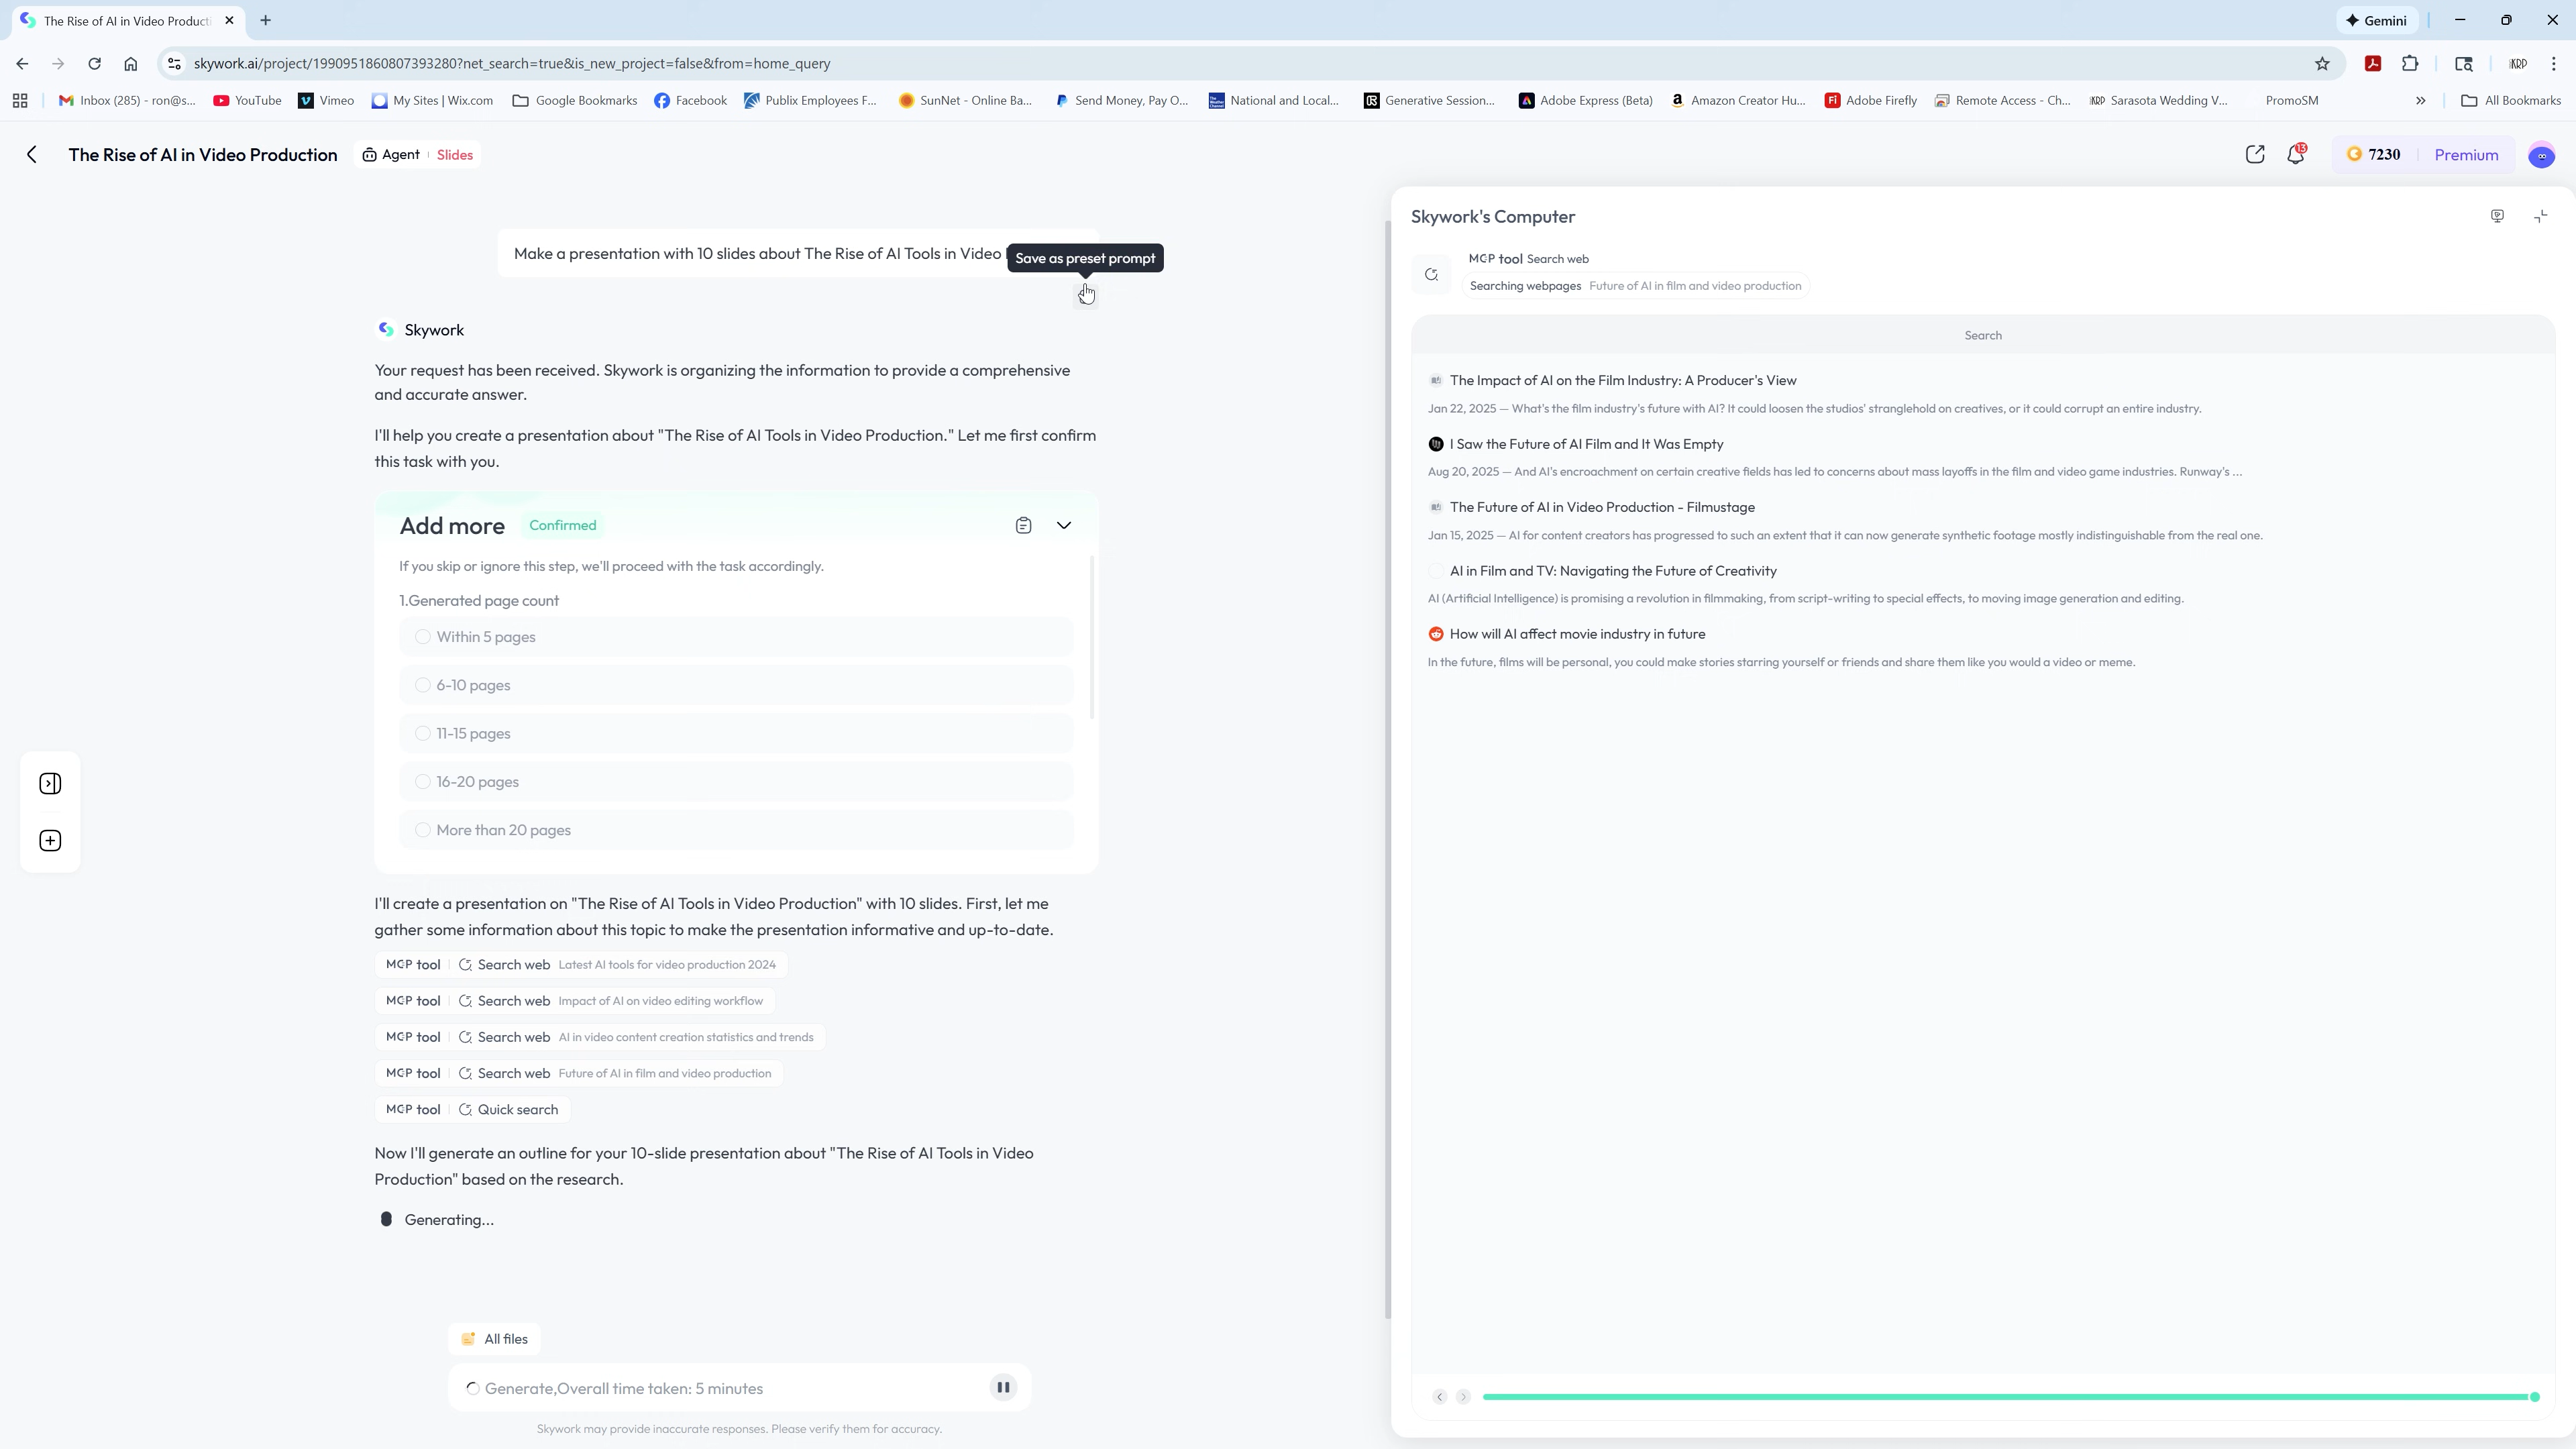 The Rise of AI in Video Producti
Gemini
skywork.ai/project/1990951860807393280?net_search=true&is_new_project=false&from=home_query
Inbox (285) - ron@s... YouTube Vimeo My Sites | Wix.com Google Bookmarks Facebook Publix Employees F... SunNet - Online Ba... Send Money, Pay O... National and Local... Generative Session... Adobe Express (Beta) Amazon Creator Hu... Adobe Firefly Remote Access - Ch... Sarasota Wedding V... PromoSM All Bookmarks
The Rise of AI in Video Production Agent Slides
13 7230 Premium
Make a presentation with 10 slides about The Rise of AI Tools in Video
Save as preset prompt
Skywork
Your request has been received. Skywork is organizing the information to provide a comprehensive
and accurate answer.
I'll help you create a presentation about "The Rise of AI Tools in Video Production." Let me first confirm
this task with you.
Add more Confirmed
If you skip or ignore this step, we'll proceed with the task accordingly.
1.Generated page count
Within 5 pages
6-10 pages
11-15 pages
16-20 pages
More than 20 pages
I'll create a presentation on "The Rise of AI Tools in Video Production" with 10 slides. First, let me
gather some information about this topic to make the presentation informative and up-to-date.
MCP tool Search web Latest AI tools for video production 2024
MCP tool Search web Impact of AI on video editing workflow
MCP tool Search web AI in video content creation statistics and trends
MCP tool Search web Future of AI in film and video production
MCP tool Quick search
Now I'll generate an outline for your 10-slide presentation about "The Rise of AI Tools in Video
Production" based on the research.
Generating...
All files
Generate,Overall time taken: 5 minutes
Skywork may provide inaccurate responses. Please verify them for accuracy.
Skywork's Computer
MCP tool Search web
Searching webpages Future of AI in film and video production
Search
The Impact of AI on the Film Industry: A Producer's View
Jan 22, 2025 — What's the film industry's future with AI? It could loosen the studios' stranglehold on creatives, or it could corrupt an entire industry.
I Saw the Future of AI Film and It Was Empty
Aug 20, 2025 — And AI's encroachment on certain creative fields has led to concerns about mass layoffs in the film and video game industries. Runway's ...
The Future of AI in Video Production - Filmustage
Jan 15, 2025 — AI for content creators has progressed to such an extent that it can now generate synthetic footage mostly indistinguishable from the real one.
AI in Film and TV: Navigating the Future of Creativity
AI (Artificial Intelligence) is promising a revolution in filmmaking, from script-writing to special effects, to moving image generation and editing.
How will AI affect movie industry in future
In the future, films will be personal, you could make stories starring yourself or friends and share them like you would a video or meme.